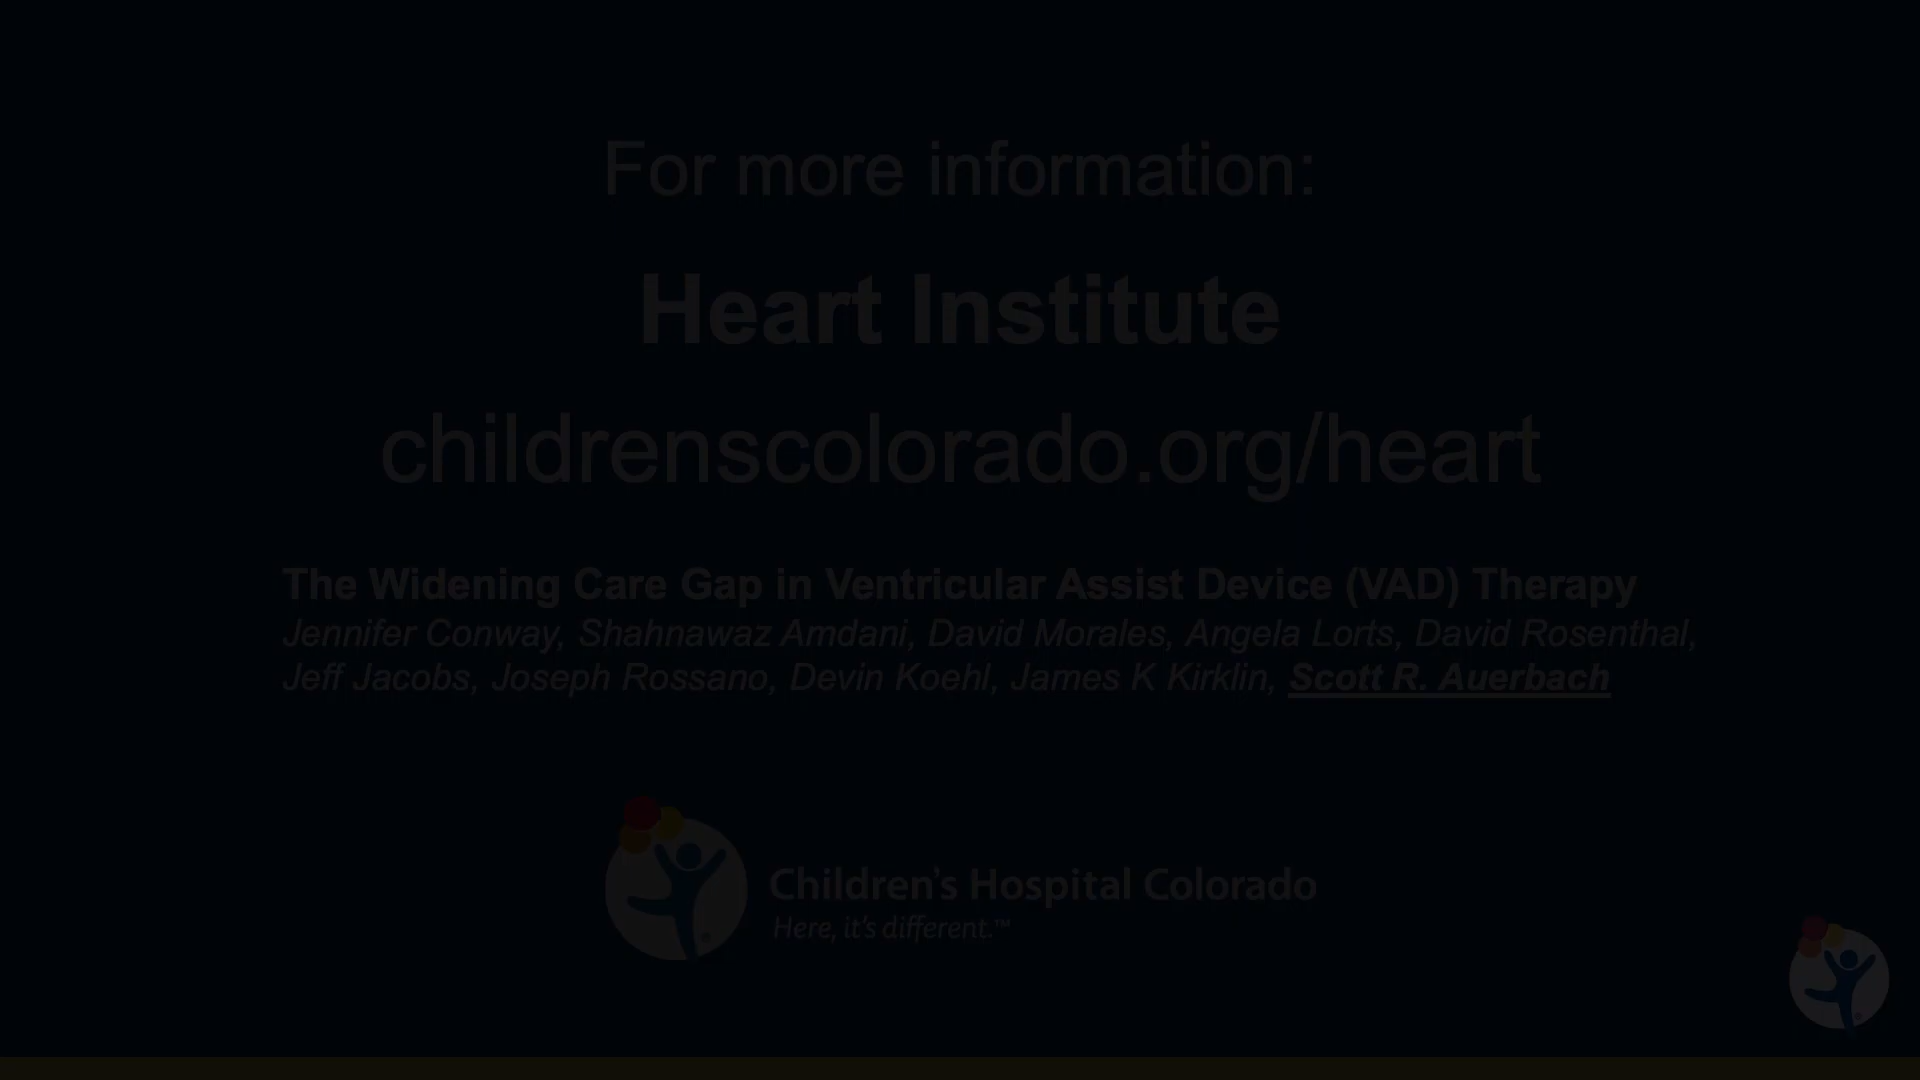 For more information:
Heart Institute
childrenscolorado.org/heart
The Widening Care Gap in Ventricular Assist Device (VAD) Therapy
Jennifer Conway, Shahnawaz Amdani, David Morales, Angela Lorts, David Rosenthal,
Jeff Jacobs, Joseph Rossano, Devin Koehl, James K Kirklin, Scott R. Auerbach
Children's Hospital Colorado
Here, it's different.™